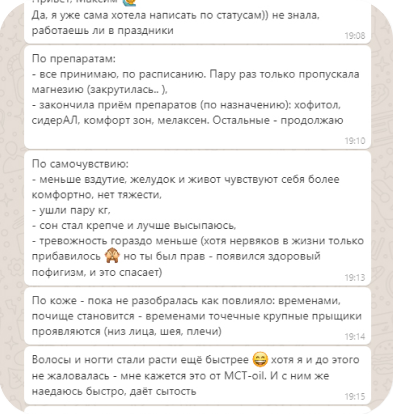 Привет, Максим
Да, я уже сама хотела написать по статусам)) не знала,
работаешь ли в праздники
19:08
По препаратам:
- все принимаю, по расписанию. Пару раз только пропускала
магнезию (закрутилась.. ),
- закончила приём препаратов (по назначению): хофитол,
сидерАЛ, комфорт зон, мелаксен. Остальные - продолжаю
19:10
По самочувствию:
- меньше вздутие, желудок и живот чувствуют себя более
комфортно, нет тяжести,
- ушли пару кг,
- сон стал крепче и лучше высыпаюсь,
- тревожность гораздо меньше (хотя нервяков в жизни только
прибавилось 🙈 но ты был прав - появился здоровый
пофигизм, и это спасает)
19:13
По коже - пока не разобралась как повлияло: временами,
почище становится - временами точечные крупные прыщики
проявляются (низ лица, шея, плечи)
19:14
Волосы и ногти стали расти ещё быстрее 😄 хотя я и до этого
не жаловалась - мне кажется это от MCT-oil. И с ним же
наедаюсь быстро, даёт сытость
19:15